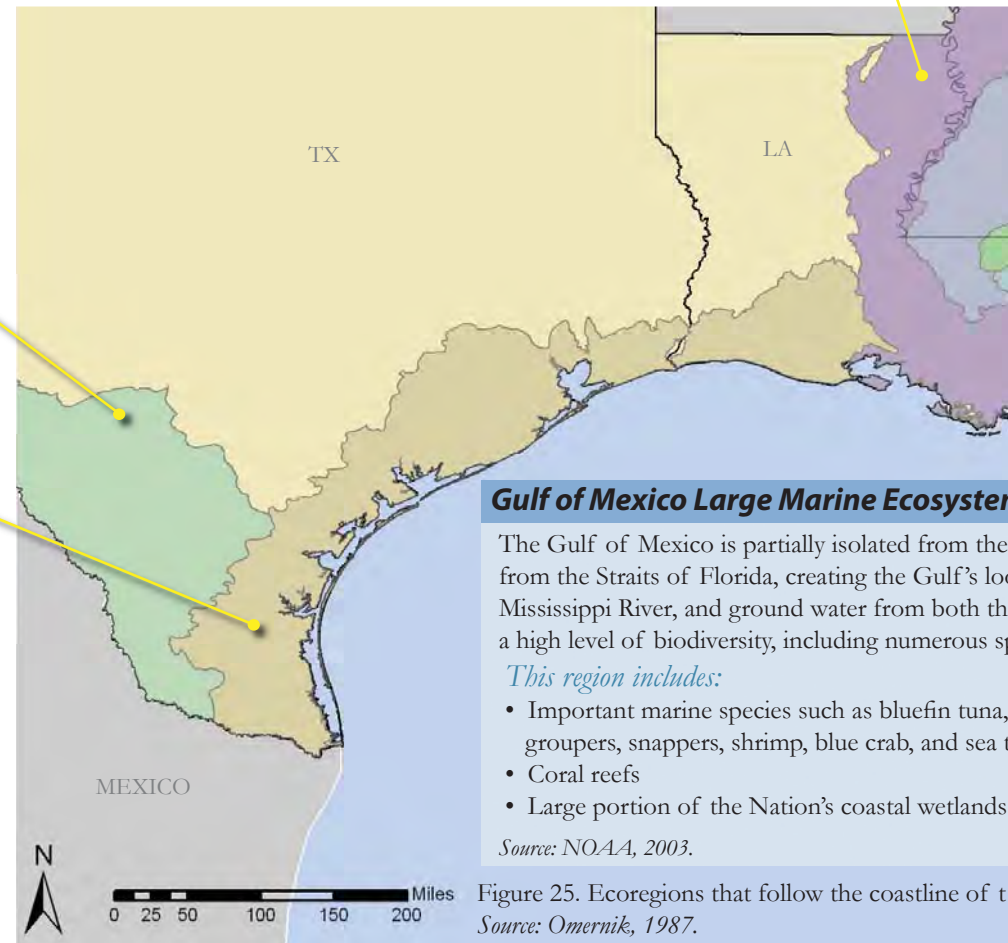 TX
LA
Gulf of Mexico Large Marine Ecosystem
The Gulf of Mexico is partially isolated from the
from the Straits of Florida, creating the Gulf's loo
Mississippi River, and ground water from both th
a high level of biodiversity, including numerous sp
This region includes:
• Important marine species such as bluefin tuna,
groupers, snappers, shrimp, blue crab, and sea t
• Coral reefs
• Large portion of the Nation's coastal wetlands
Source: NOAA, 2003.
MEXICO
N
Miles
0 25 50 100 150 200
Figure 25. Ecoregions that follow the coastline of t
Source: Omernik, 1987.